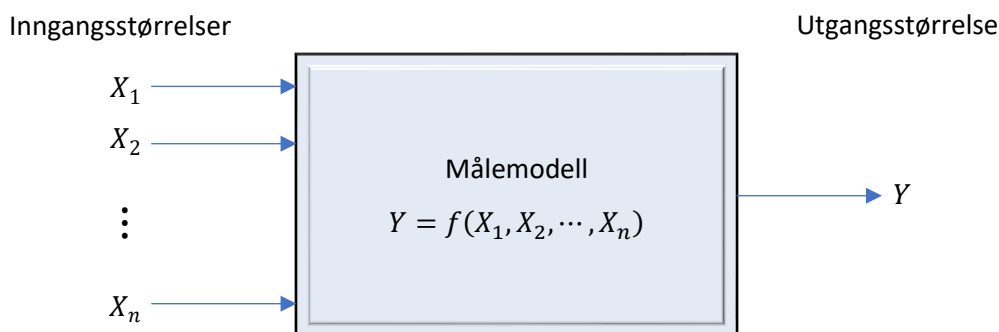 Inngangsstørrelser
Utgangsstørrelse
X₁
X₂
⋮
Xₙ
Målemodell
Y = f(X₁, X₂, ⋯, Xₙ)
Y